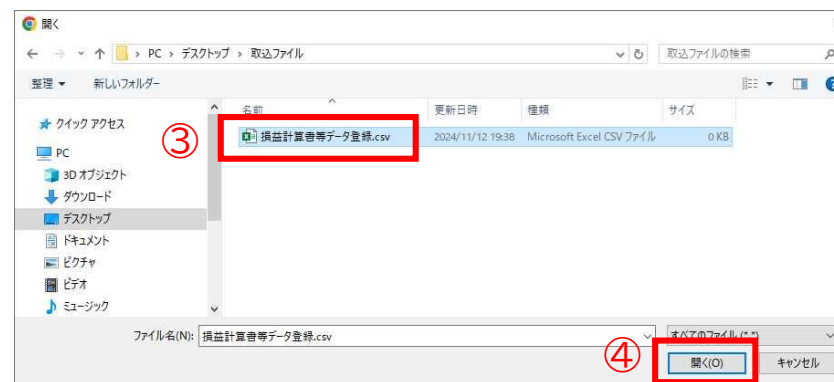 開く
PC › デスクトップ › 取込ファイル
取込ファイルの検索
整理 新しいフォルダー
名前 更新日時 種類 サイズ
クイック アクセス
③
損益計算書等データ登録.csv 2024/11/12 19:38 Microsoft Excel CSV ファイル 0 KB
PC
3D オブジェクト
ダウンロード
デスクトップ
ドキュメント
ピクチャ
ビデオ
ミュージック
ファイル名(N): 損益計算書等データ登録.csv
すべてのファイル (*.*)
④
開く(O) キャンセル